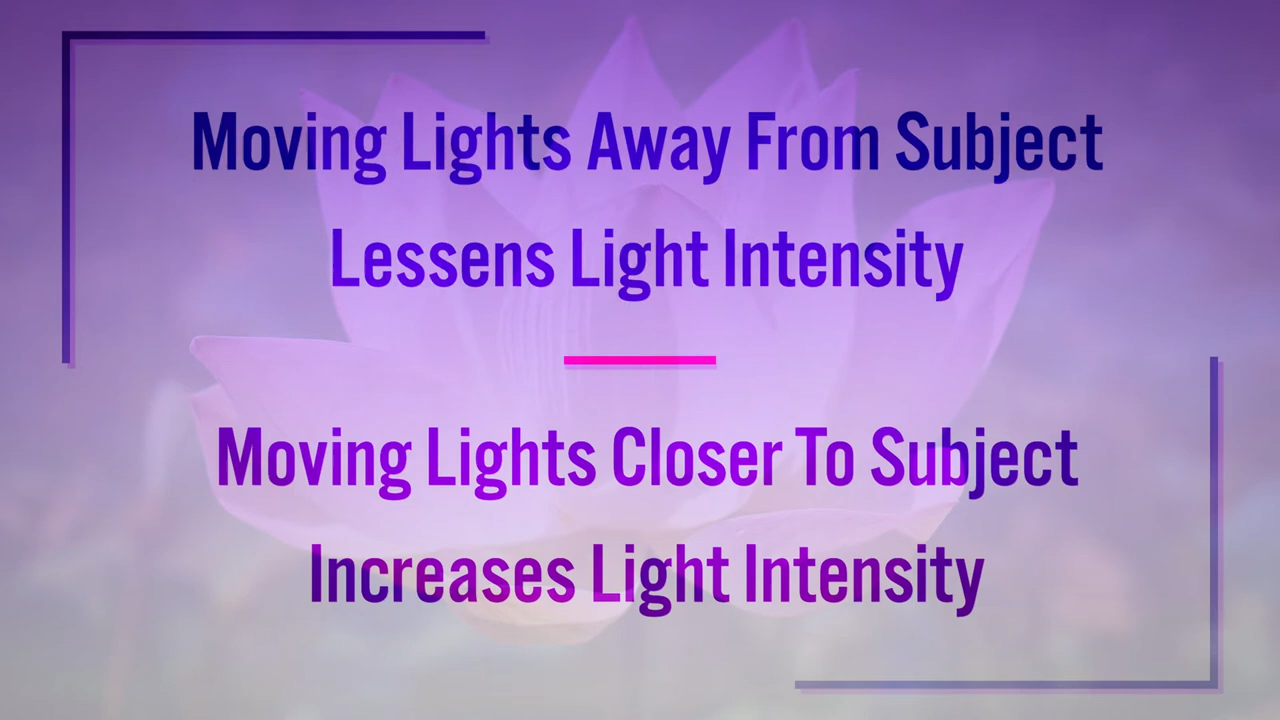 Moving Lights Away From Subject
Lessens Light Intensity
Moving Lights Closer To Subject
Increases Light Intensity